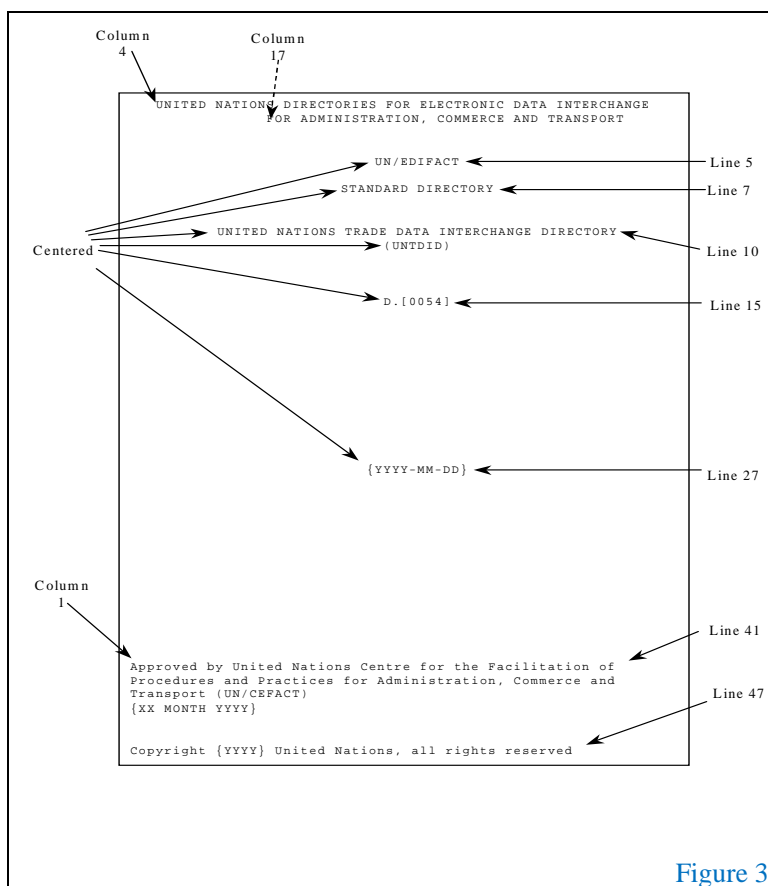 Column
4
Column
17
UNITED NATIONS DIRECTORIES FOR ELECTRONIC DATA INTERCHANGE
FOR ADMINISTRATION, COMMERCE AND TRANSPORT
UN/EDIFACT
Line 5
STANDARD DIRECTORY
Line 7
UNITED NATIONS TRADE DATA INTERCHANGE DIRECTORY
(UNTDID)
Centered
Line 10
D.[0054]
Line 15
{YYYY-MM-DD}
Line 27
Column
1
Line 41
Approved by United Nations Centre for the Facilitation of
Procedures and Practices for Administration, Commerce and
Transport (UN/CEFACT)
{XX MONTH YYYY}
Line 47
Copyright {YYYY} United Nations, all rights reserved
Figure 3